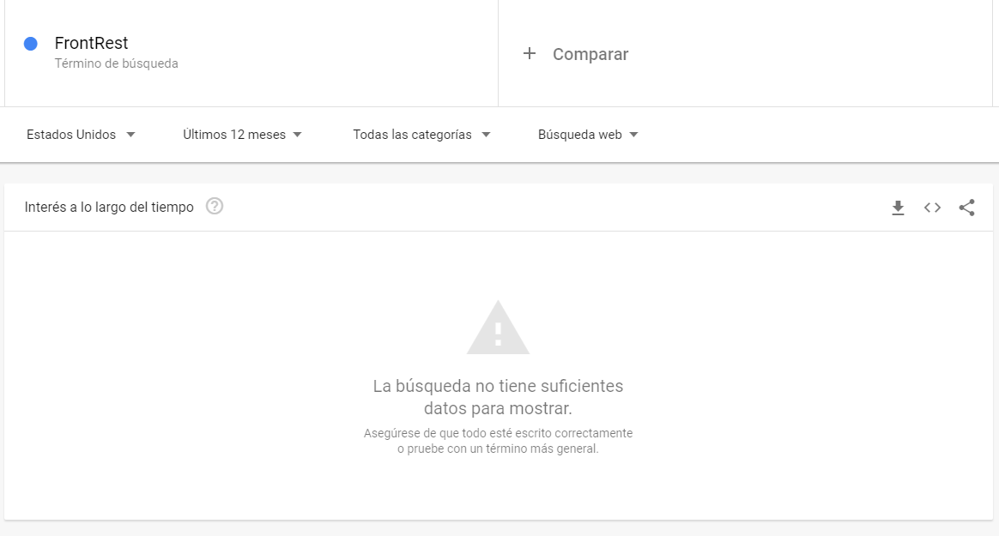 FrontRest
Término de búsqueda
+ Comparar
Estados Unidos
Últimos 12 meses
Todas las categorías
Búsqueda web
Interés a lo largo del tiempo
La búsqueda no tiene suficientes
datos para mostrar.
Asegúrese de que todo esté escrito correctamente
o pruebe con un término más general.